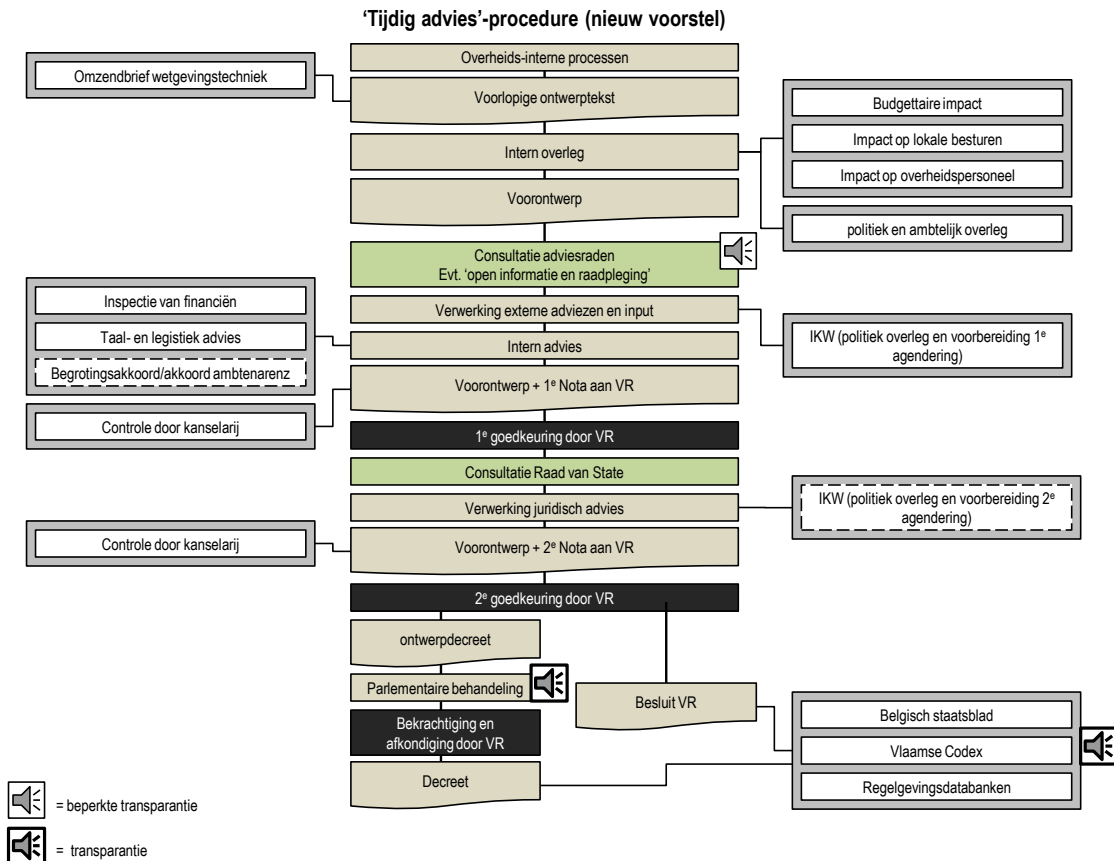 ‘Tijdig advies’-procedure (nieuw voorstel)
Overheids-interne processen
Omzendbrief wetgevingstechniek
Voorlopige ontwerptekst
Budgettaire impact
Impact op lokale besturen
Impact op overheidspersoneel
Intern overleg
Voorontwerp
politiek en ambtelijk overleg
Consultatie adviesraden
Evt. ‘open informatie en raadpleging’
Inspectie van financiën
Taal- en legistiek advies
Begrotingsakkoord/akkoord ambtenarenz
Verwerking externe adviezen en input
IKW (politiek overleg en voorbereiding 1e
agendering)
Intern advies
Voorontwerp + 1e Nota aan VR
Controle door kanselarij
1e goedkeuring door VR
Consultatie Raad van State
Verwerking juridisch advies
IKW (politiek overleg en voorbereiding 2e
agendering)
Controle door kanselarij
Voorontwerp + 2e Nota aan VR
2e goedkeuring door VR
ontwerpdecreet
Parlementaire behandeling
Besluit VR
Bekrachtiging en
afkondiging door VR
Decreet
Belgisch staatsblad
Vlaamse Codex
Regelgevingsdatabanken
= beperkte transparantie
= transparantie